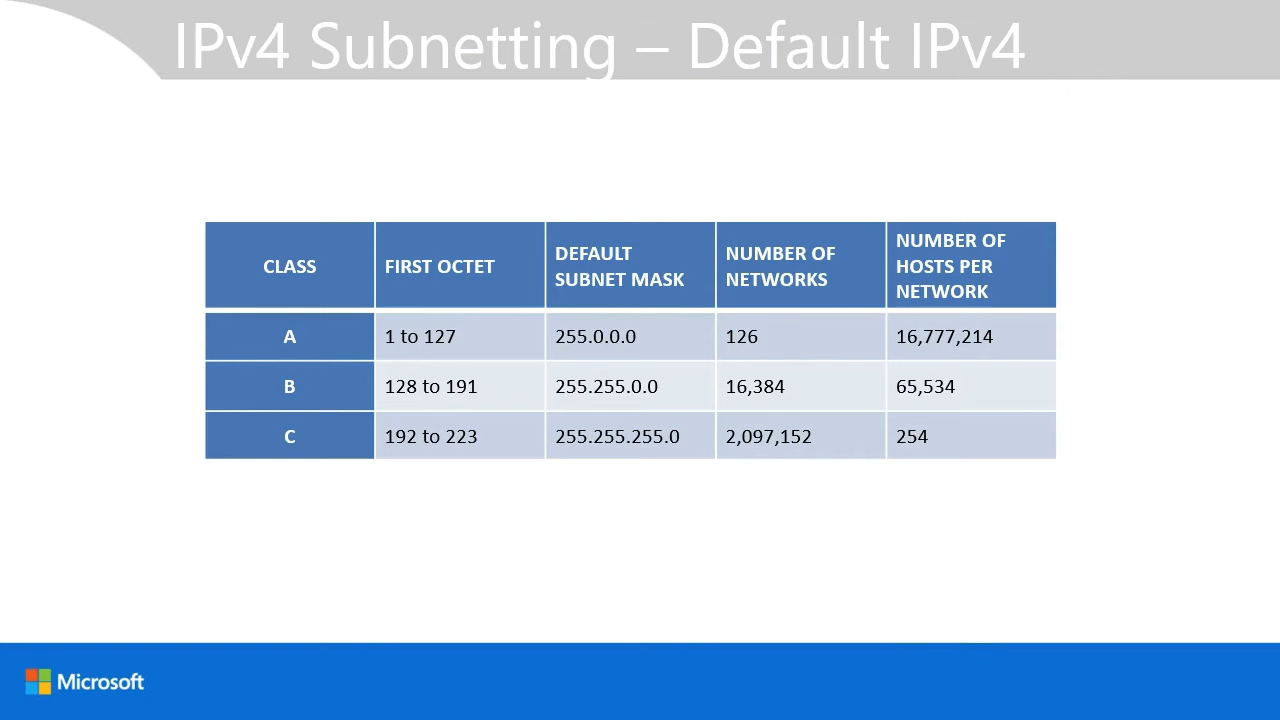 IPv4 Subnetting – Default IPv4
CLASS
FIRST OCTET
DEFAULT
SUBNET MASK
NUMBER OF
NETWORKS
NUMBER OF
HOSTS PER
NETWORK
A
1 to 127
255.0.0.0
126
16,777,214
B
128 to 191
255.255.0.0
16,384
65,534
C
192 to 223
255.255.255.0
2,097,152
254
Microsoft